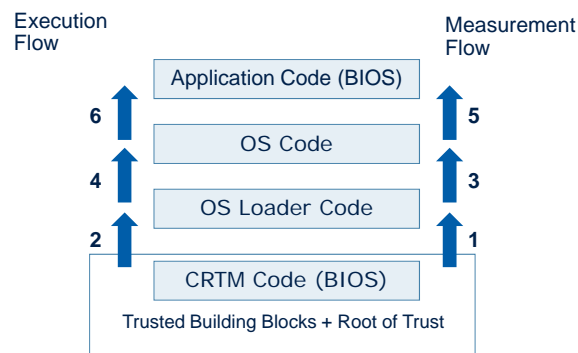 Execution
Flow
Measurement
Flow
Application Code (BIOS)
6
5
OS Code
4
3
OS Loader Code
2
1
CRTM Code (BIOS)
Trusted Building Blocks + Root of Trust